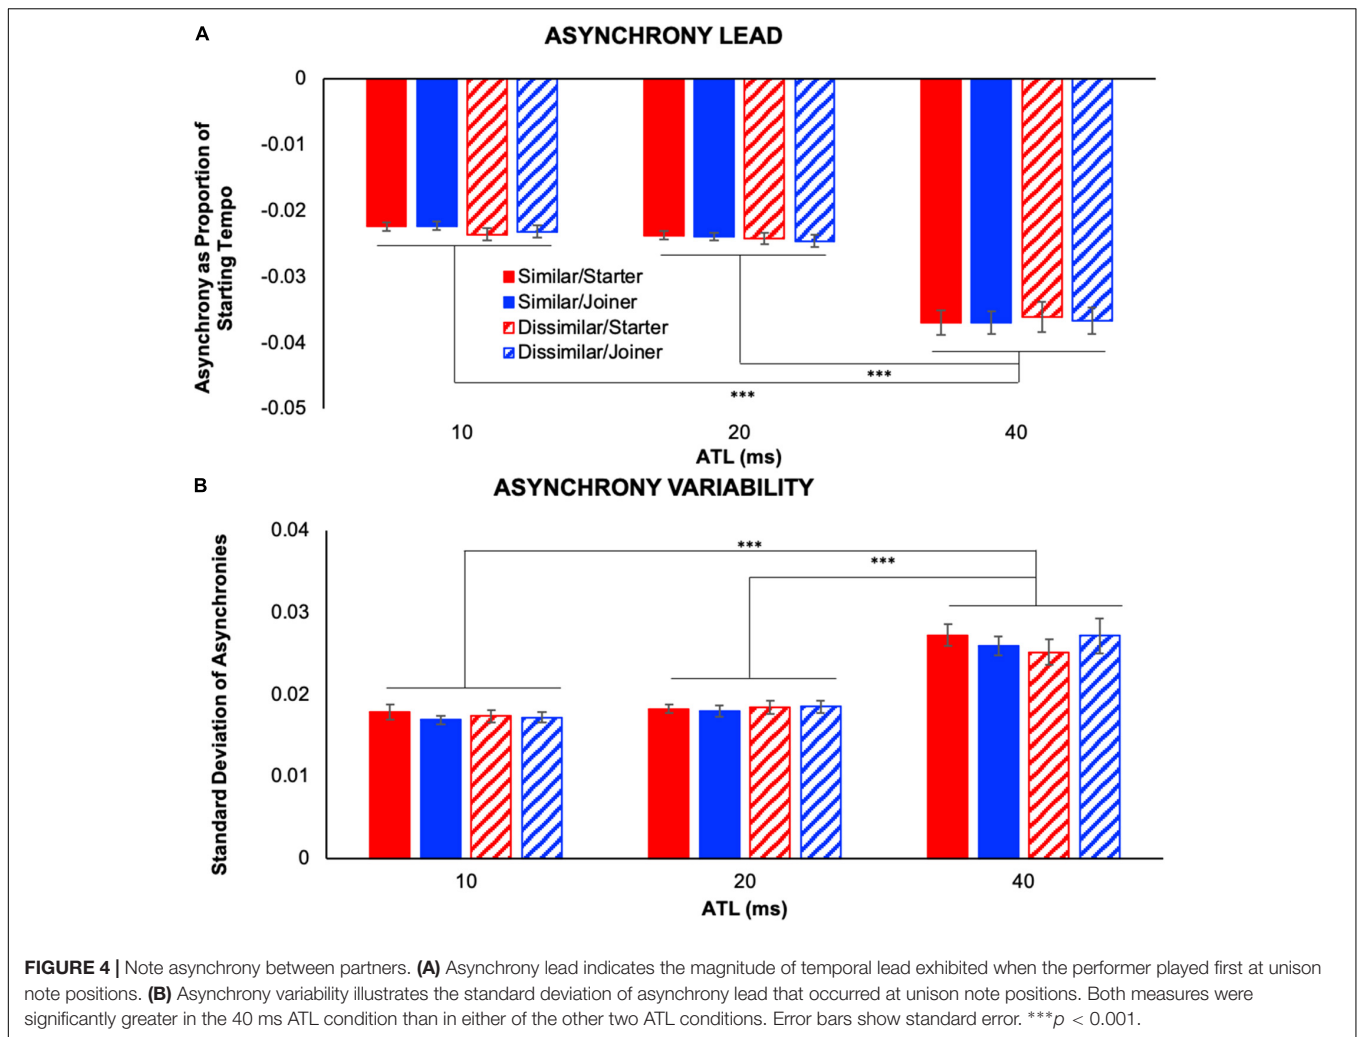 A
ASYNCHRONY LEAD
0
-0.01
-0.02
-0.03
-0.04
-0.05
Asynchrony as Proportion of
Starting Tempo
Similar/Starter
Similar/Joiner
Dissimilar/Starter
Dissimilar/Joiner
***
***
10
20
40
ATL (ms)
B
ASYNCHRONY VARIABILITY
0.04
0.03
0.02
0.01
0
Standard Deviation of Asynchronies
***
***
10
20
40
ATL (ms)
FIGURE 4 | Note asynchrony between partners. (A) Asynchrony lead indicates the magnitude of temporal lead exhibited when the performer played first at unison
note positions. (B) Asynchrony variability illustrates the standard deviation of asynchrony lead that occurred at unison note positions. Both measures were
significantly greater in the 40 ms ATL condition than in either of the other two ATL conditions. Error bars show standard error. ***p < 0.001.